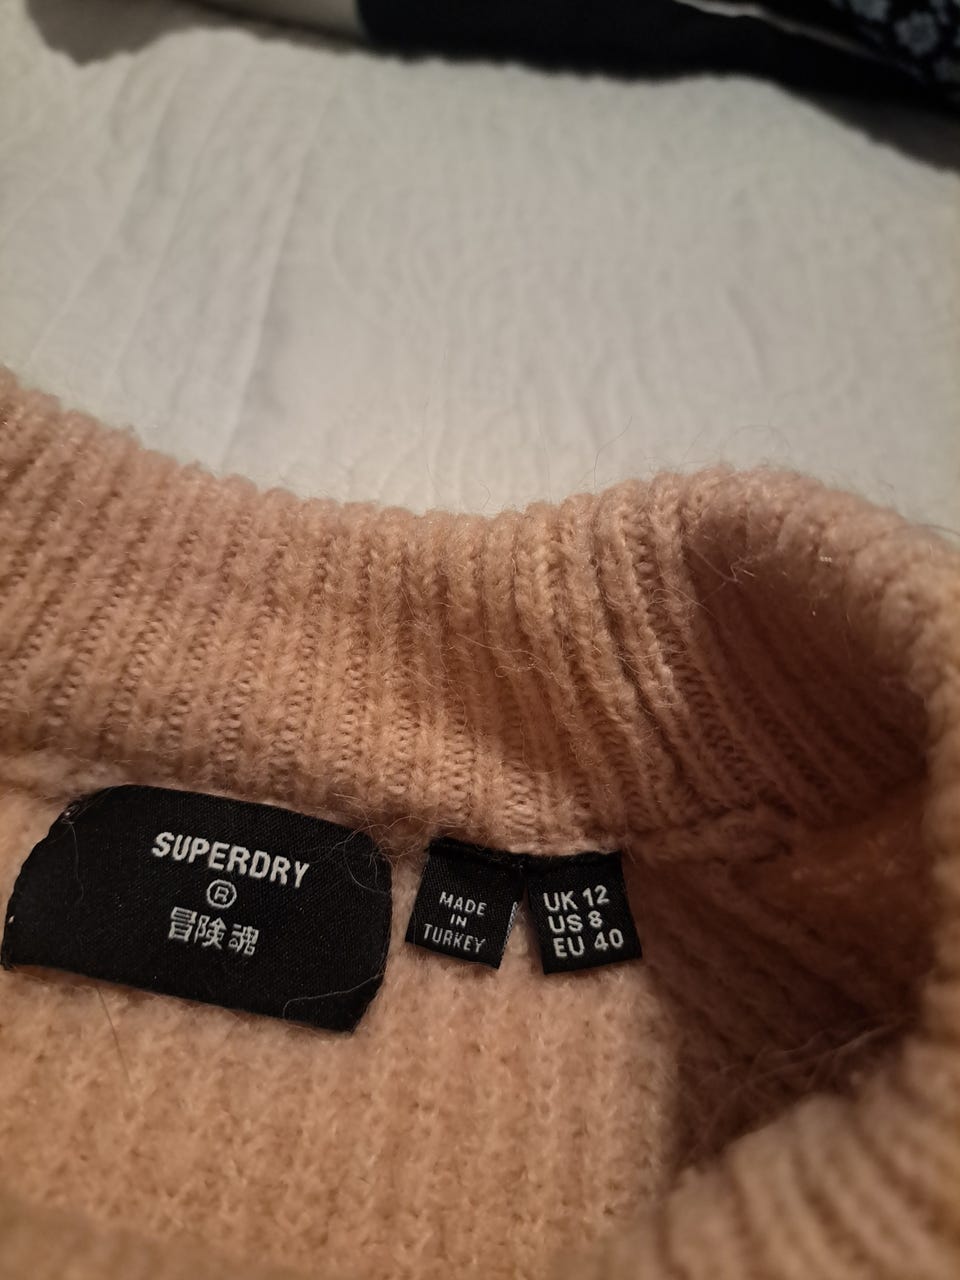 SUPERDRY
®
冒険魂
MADE
IN
TURKEY
UK 12
US 8
EU 40